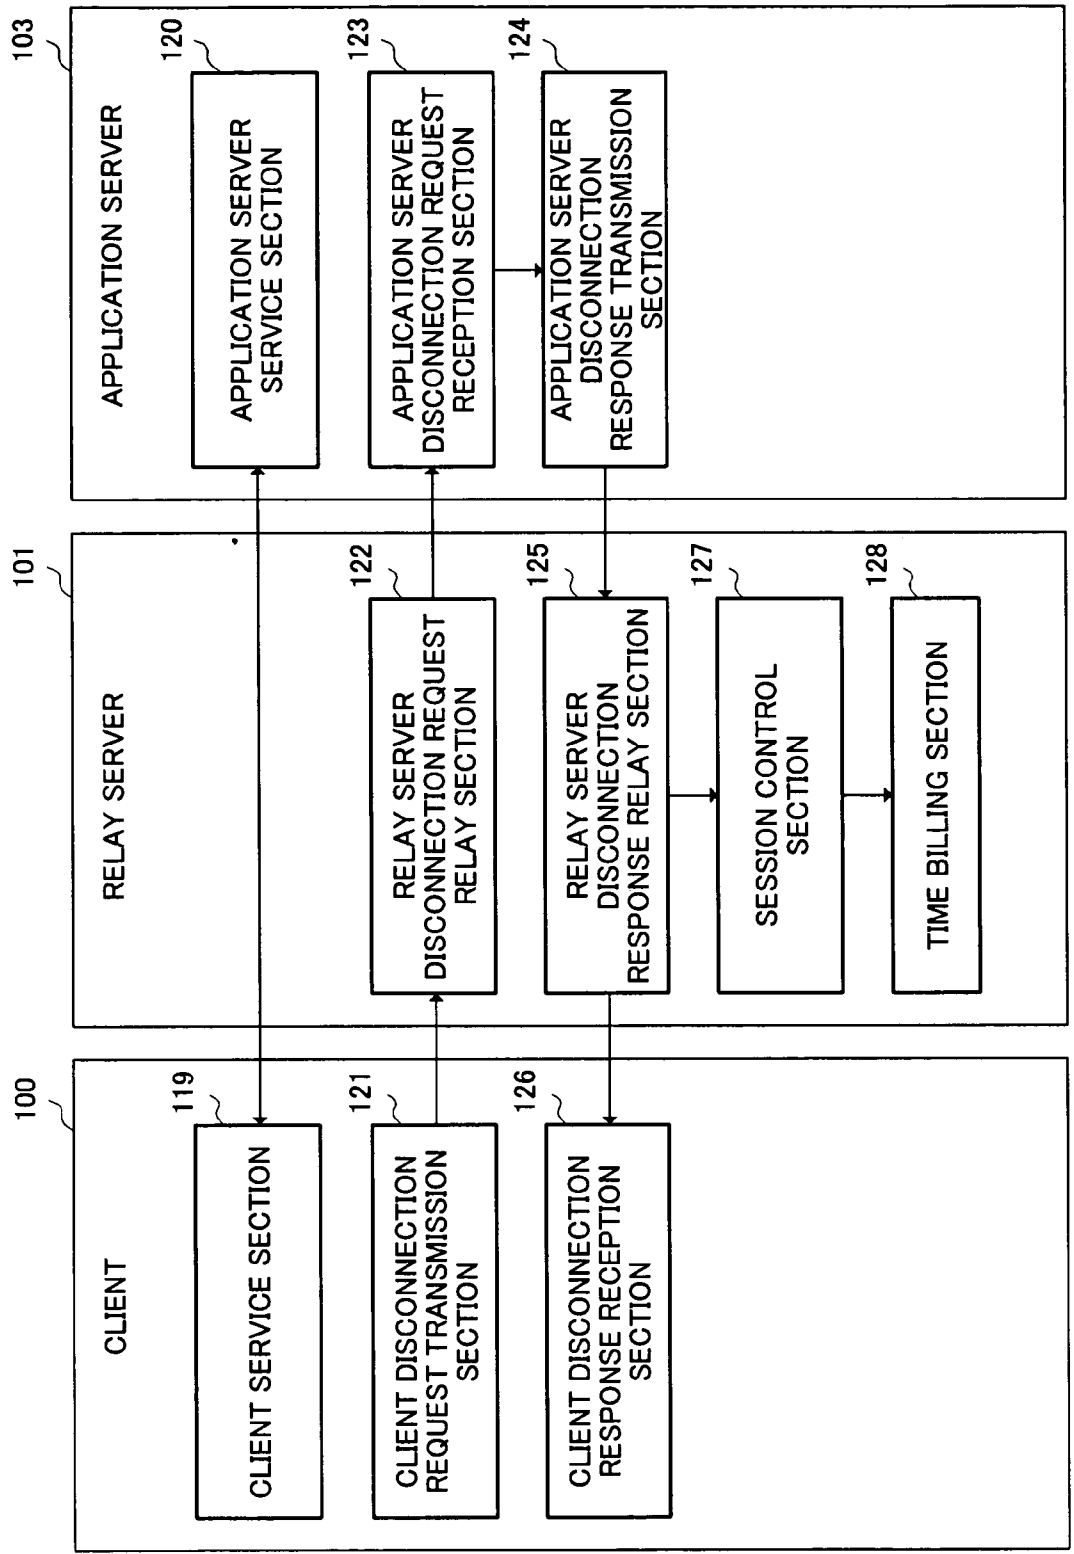 100
CLIENT
119
CLIENT SERVICE SECTION
121
CLIENT DISCONNECTION
REQUEST TRANSMISSION
SECTION
126
CLIENT DISCONNECTION
RESPONSE RECEPTION
SECTION
101
RELAY SERVER
122
RELAY SERVER
DISCONNECTION REQUEST
RELAY SECTION
125
RELAY SERVER
DISCONNECTION
RESPONSE RELAY SECTION
127
SESSION CONTROL
SECTION
128
TIME BILLING SECTION
103
APPLICATION SERVER
120
APPLICATION SERVER
SERVICE SECTION
123
APPLICATION SERVER
DISCONNECTION REQUEST
RECEPTION SECTION
124
APPLICATION SERVER
DISCONNECTION
RESPONSE TRANSMISSION
SECTION